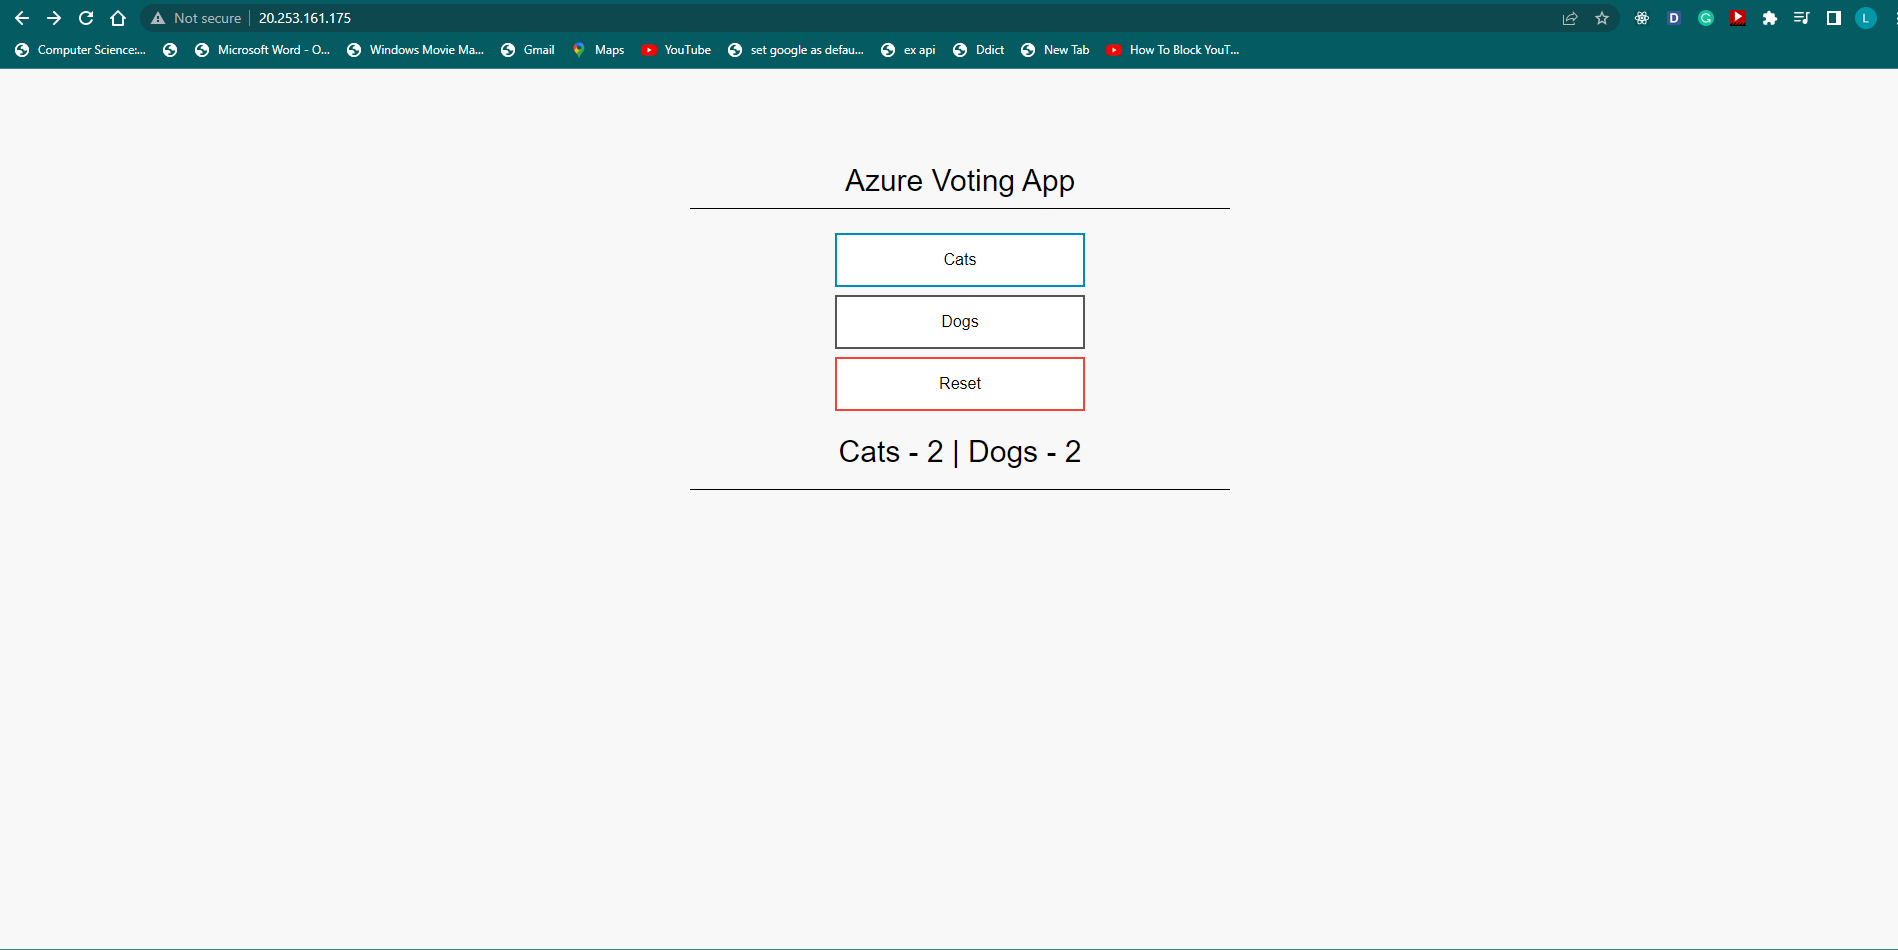 Not secure 20.253.161.175
Computer Science:... Microsoft Word - O... Windows Movie Ma... Gmail Maps YouTube set google as defau... ex api Ddict New Tab How To Block YouT...
D G L
Azure Voting App
Cats
Dogs
Reset
Cats - 2 | Dogs - 2